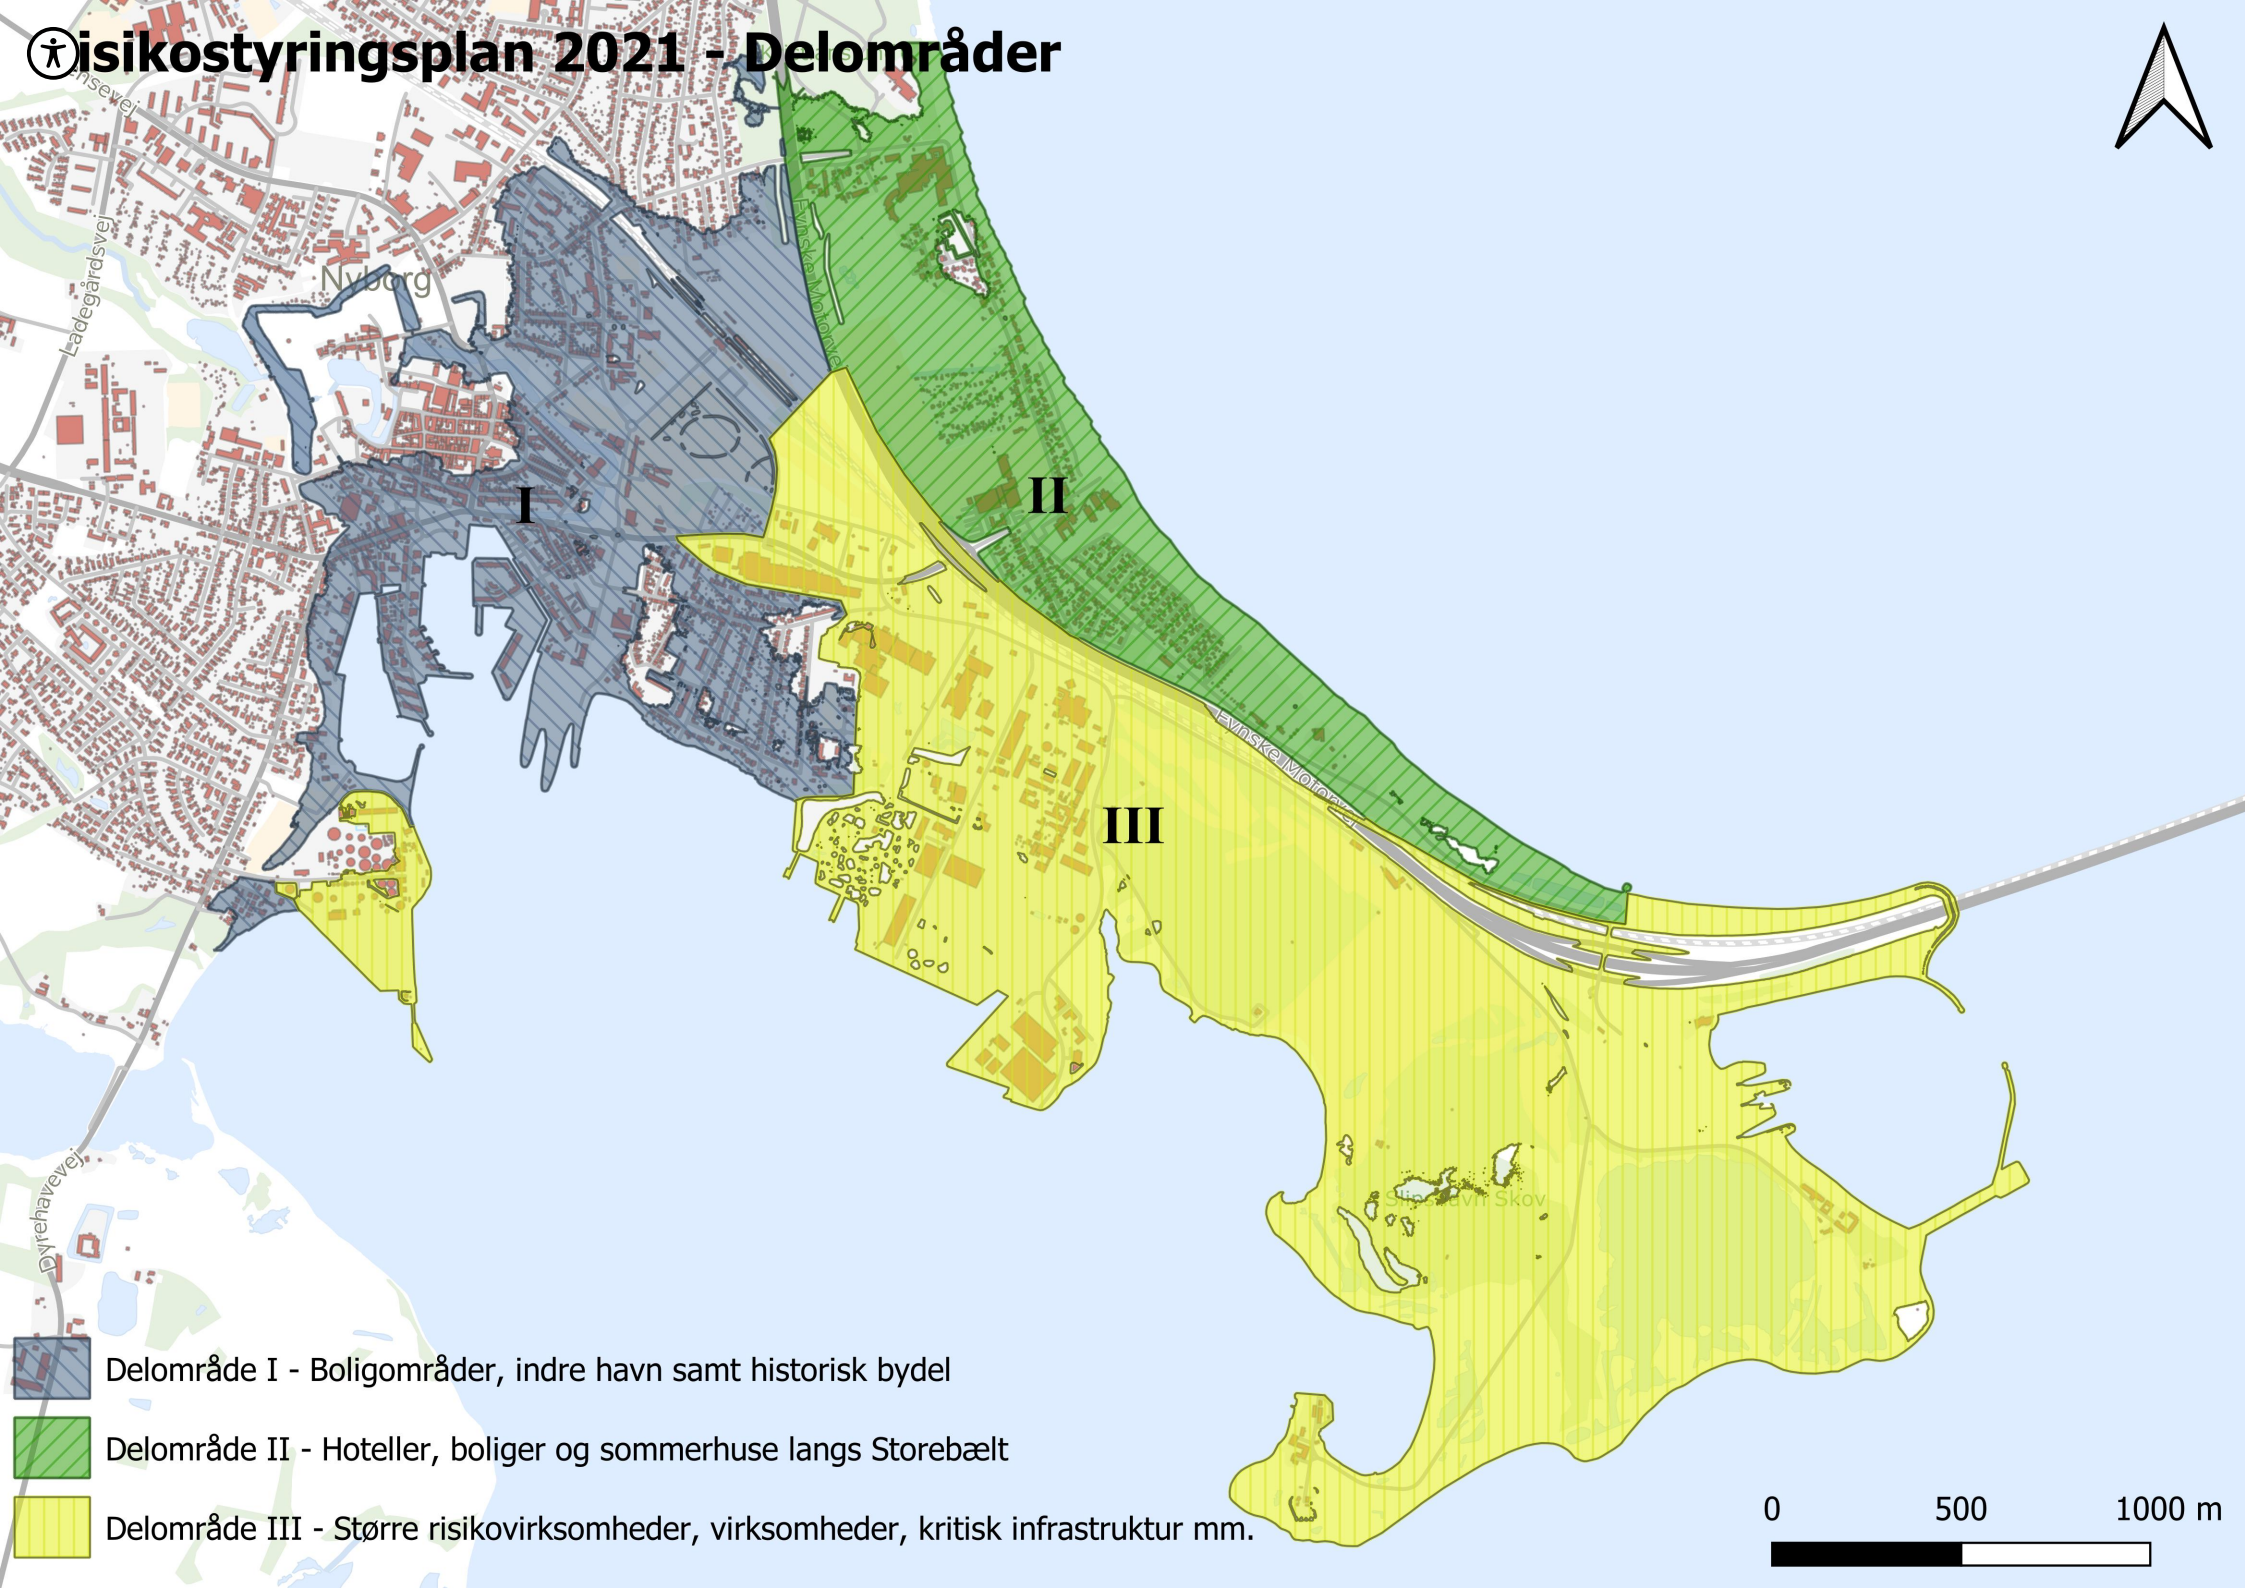 isikostyringsplan 2021 - Delområder
Ladegårdsvej
Nyborg
Fynske Motorvej
I
II
Fynske Motorvej
III
Slipshavn Skov
Dyrehavevej
Delområde I - Boligområder, indre havn samt historisk bydel
Delområde II - Hoteller, boliger og sommerhuse langs Storebælt
Delområde III - Større risikovirksomheder, virksomheder, kritisk infrastruktur mm.
0 500 1000 m